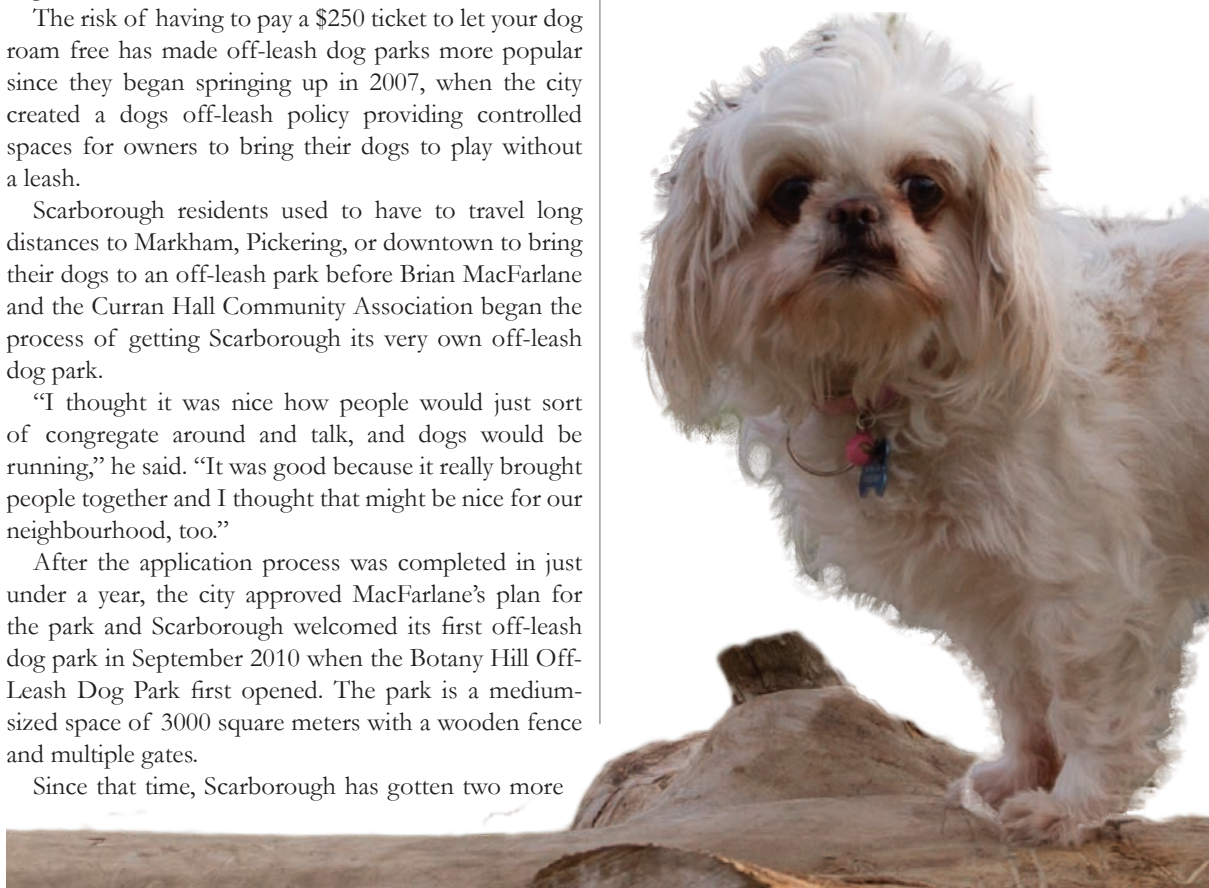 The risk of having to pay a $250 ticket to let your dog
roam free has made off-leash dog parks more popular
since they began springing up in 2007, when the city
created a dogs off-leash policy providing controlled
spaces for owners to bring their dogs to play without
a leash.
Scarborough residents used to have to travel long
distances to Markham, Pickering, or downtown to bring
their dogs to an off-leash park before Brian MacFarlane
and the Curran Hall Community Association began the
process of getting Scarborough its very own off-leash
dog park.
“I thought it was nice how people would just sort
of congregate around and talk, and dogs would be
running,” he said. “It was good because it really brought
people together and I thought that might be nice for our
neighbourhood, too.”
After the application process was completed in just
under a year, the city approved MacFarlane’s plan for
the park and Scarborough welcomed its first off-leash
dog park in September 2010 when the Botany Hill Off-
Leash Dog Park first opened. The park is a medium-
sized space of 3000 square meters with a wooden fence
and multiple gates.
Since that time, Scarborough has gotten two more